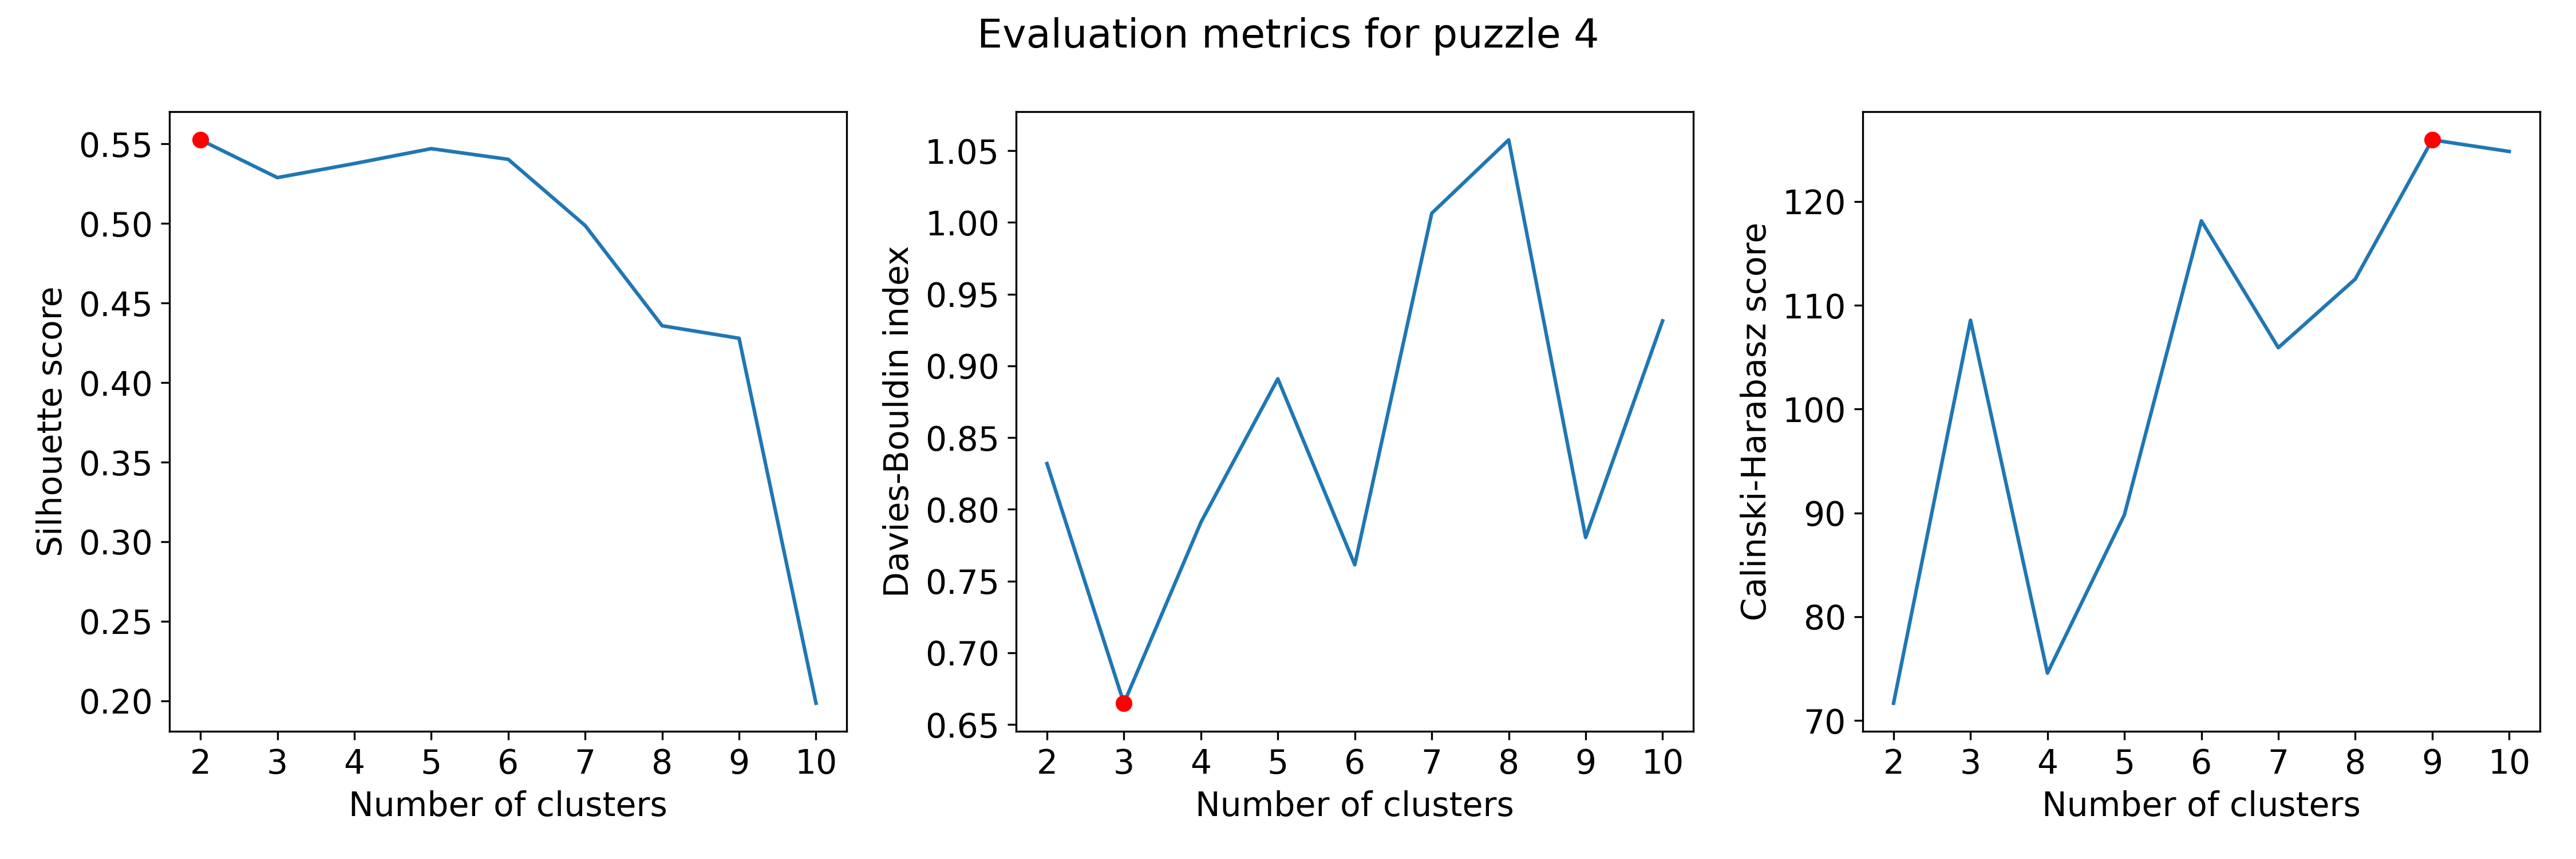 Evaluation metrics for puzzle 4
Silhouette score
0.55
0.50
0.45
0.40
0.35
0.30
0.25
0.20
2 3 4 5 6 7 8 9 10
Number of clusters
Davies-Bouldin index
1.05
1.00
0.95
0.90
0.85
0.80
0.75
0.70
0.65
2 3 4 5 6 7 8 9 10
Number of clusters
Calinski-Harabasz score
120
110
100
90
80
70
2 3 4 5 6 7 8 9 10
Number of clusters